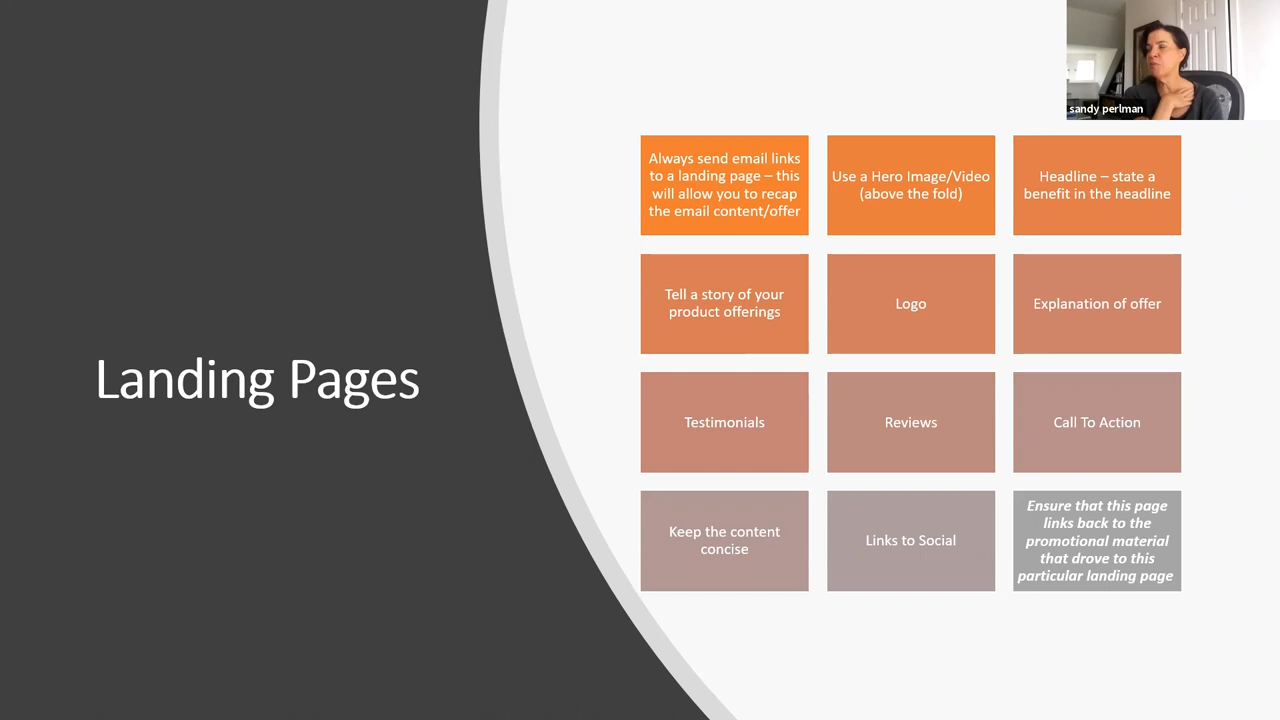 sandy perlman
Landing Pages
Always send email links
to a landing page – this
will allow you to recap
the email content/offer
Use a Hero Image/Video
(above the fold)
Headline – state a
benefit in the headline
Tell a story of your
product offerings
Logo
Explanation of offer
Testimonials
Reviews
Call To Action
Keep the content
concise
Links to Social
Ensure that this page
links back to the
promotional material
that drove to this
particular landing page